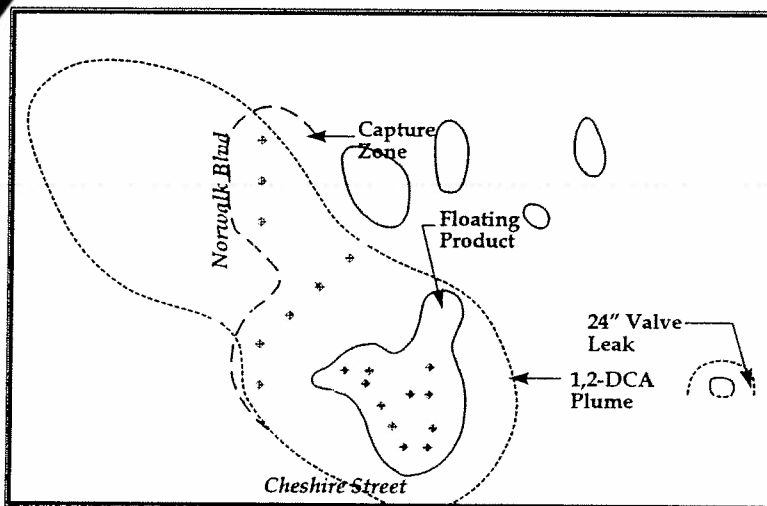 Capture
Zone
Norwalk Blvd
Floating
Product
24" Valve
Leak
1,2-DCA
Plume
Cheshire Street